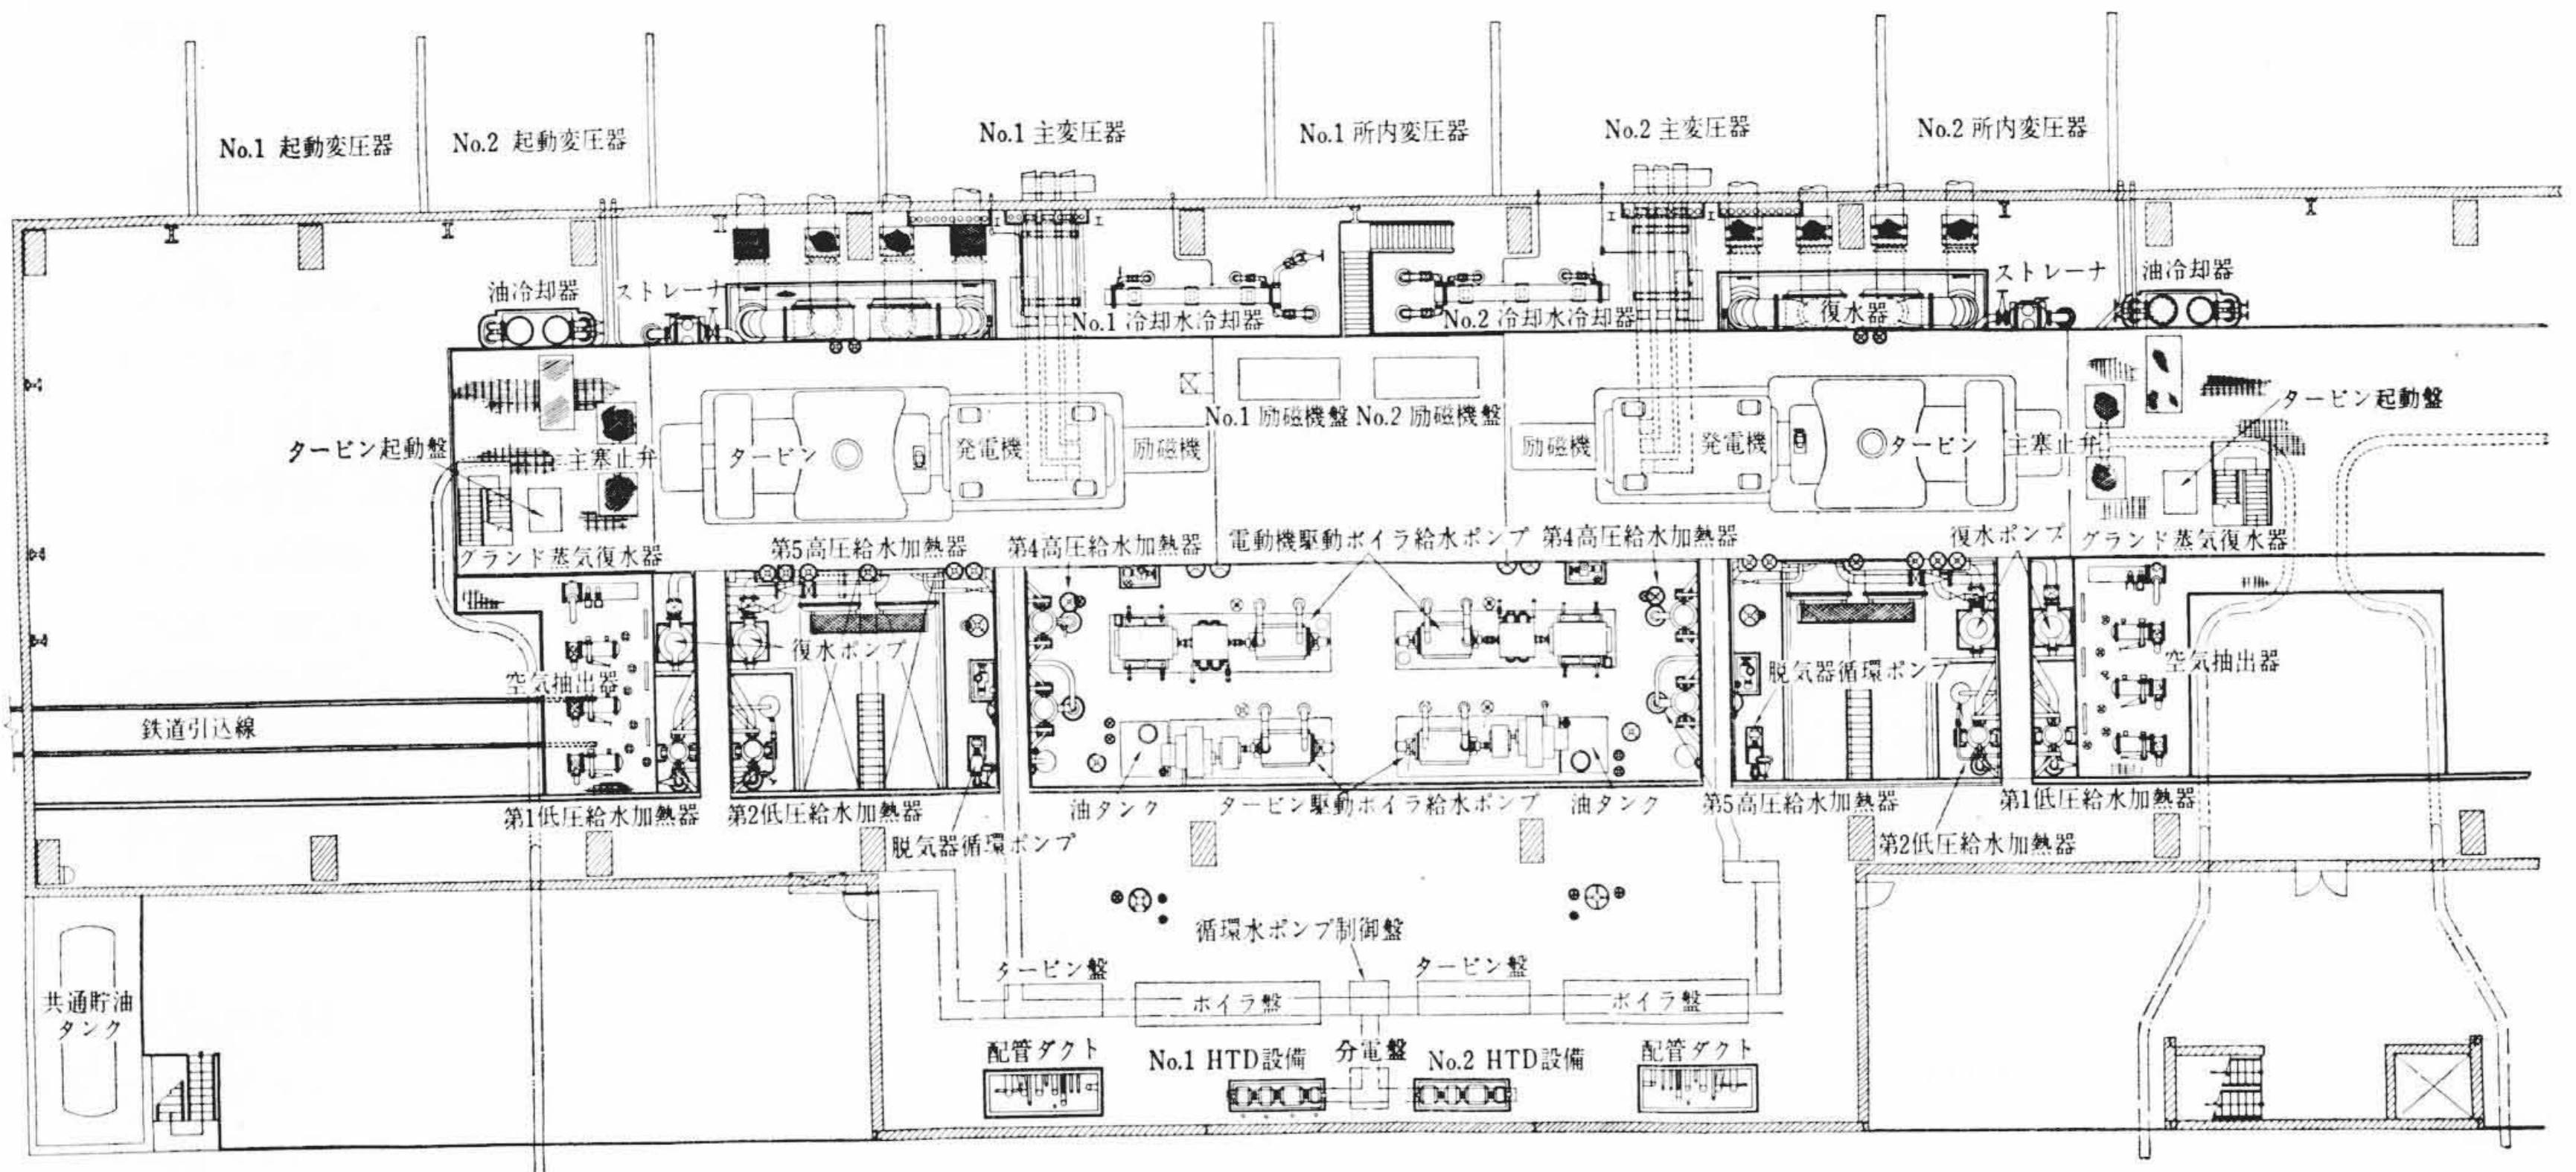 No.1 起動変圧器
No.2 起動変圧器
No.1 主変圧器
No.1 所内変圧器
No.2 主変圧器
No.2 所内変圧器
油冷却器
ストレーナ
No.1 冷却水冷却器
No.2 冷却水冷却器
復水器
ストレーナ
油冷却器
タービン起動盤
主塞止弁
タービン
発電機
励磁機
No.1 励磁機盤
No.2 励磁機盤
励磁機
発電機
タービン
主塞止弁
タービン起動盤
グランド蒸気復水器
第5高圧給水加熱器
第4高圧給水加熱器
電動機駆動ボイラ給水ポンプ
第4高圧給水加熱器
復水ポンプ
グランド蒸気復水器
復水ポンプ
空気抽出器
脱気器循環ポンプ
空気抽出器
鉄道引込線
第1低圧給水加熱器
第2低圧給水加熱器
油タンク
タービン駆動ボイラ給水ポンプ
油タンク
第5高圧給水加熱器
第1低圧給水加熱器
脱気器循環ポンプ
第2低圧給水加熱器
循環水ポンプ制御盤
タービン盤
タービン盤
ボイラ盤
ボイラ盤
共通貯油
タンク
配管ダクト
No.1 HTD設備
分電盤
No.2 HTD設備
配管ダクト